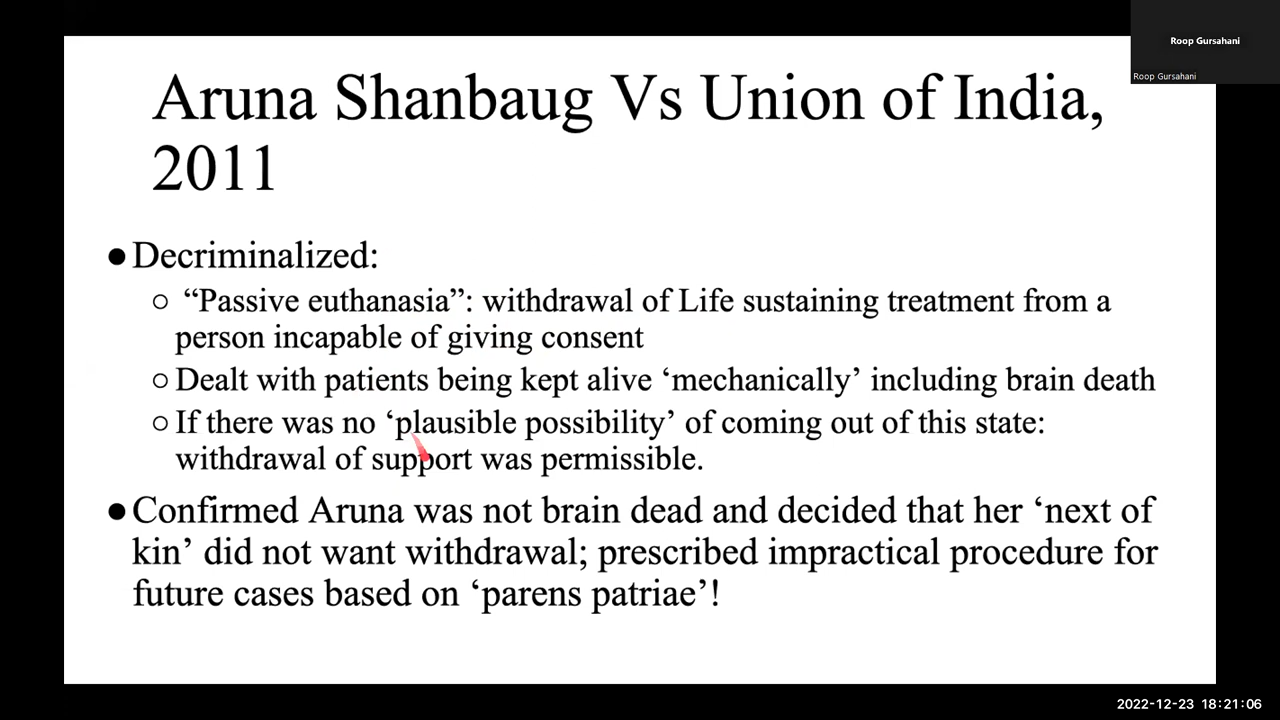 Roop Gursahani
Roop Gursahani
Aruna Shanbaug Vs Union of India,
2011
●Decriminalized:
○ “Passive euthanasia”: withdrawal of Life sustaining treatment from a
person incapable of giving consent
○ Dealt with patients being kept alive ‘mechanically’ including brain death
○ If there was no ‘plausible possibility’ of coming out of this state:
withdrawal of support was permissible.
●Confirmed Aruna was not brain dead and decided that her ‘next of
kin’ did not want withdrawal; prescribed impractical procedure for
future cases based on ‘parens patriae’!
2022-12-23 18:21:06